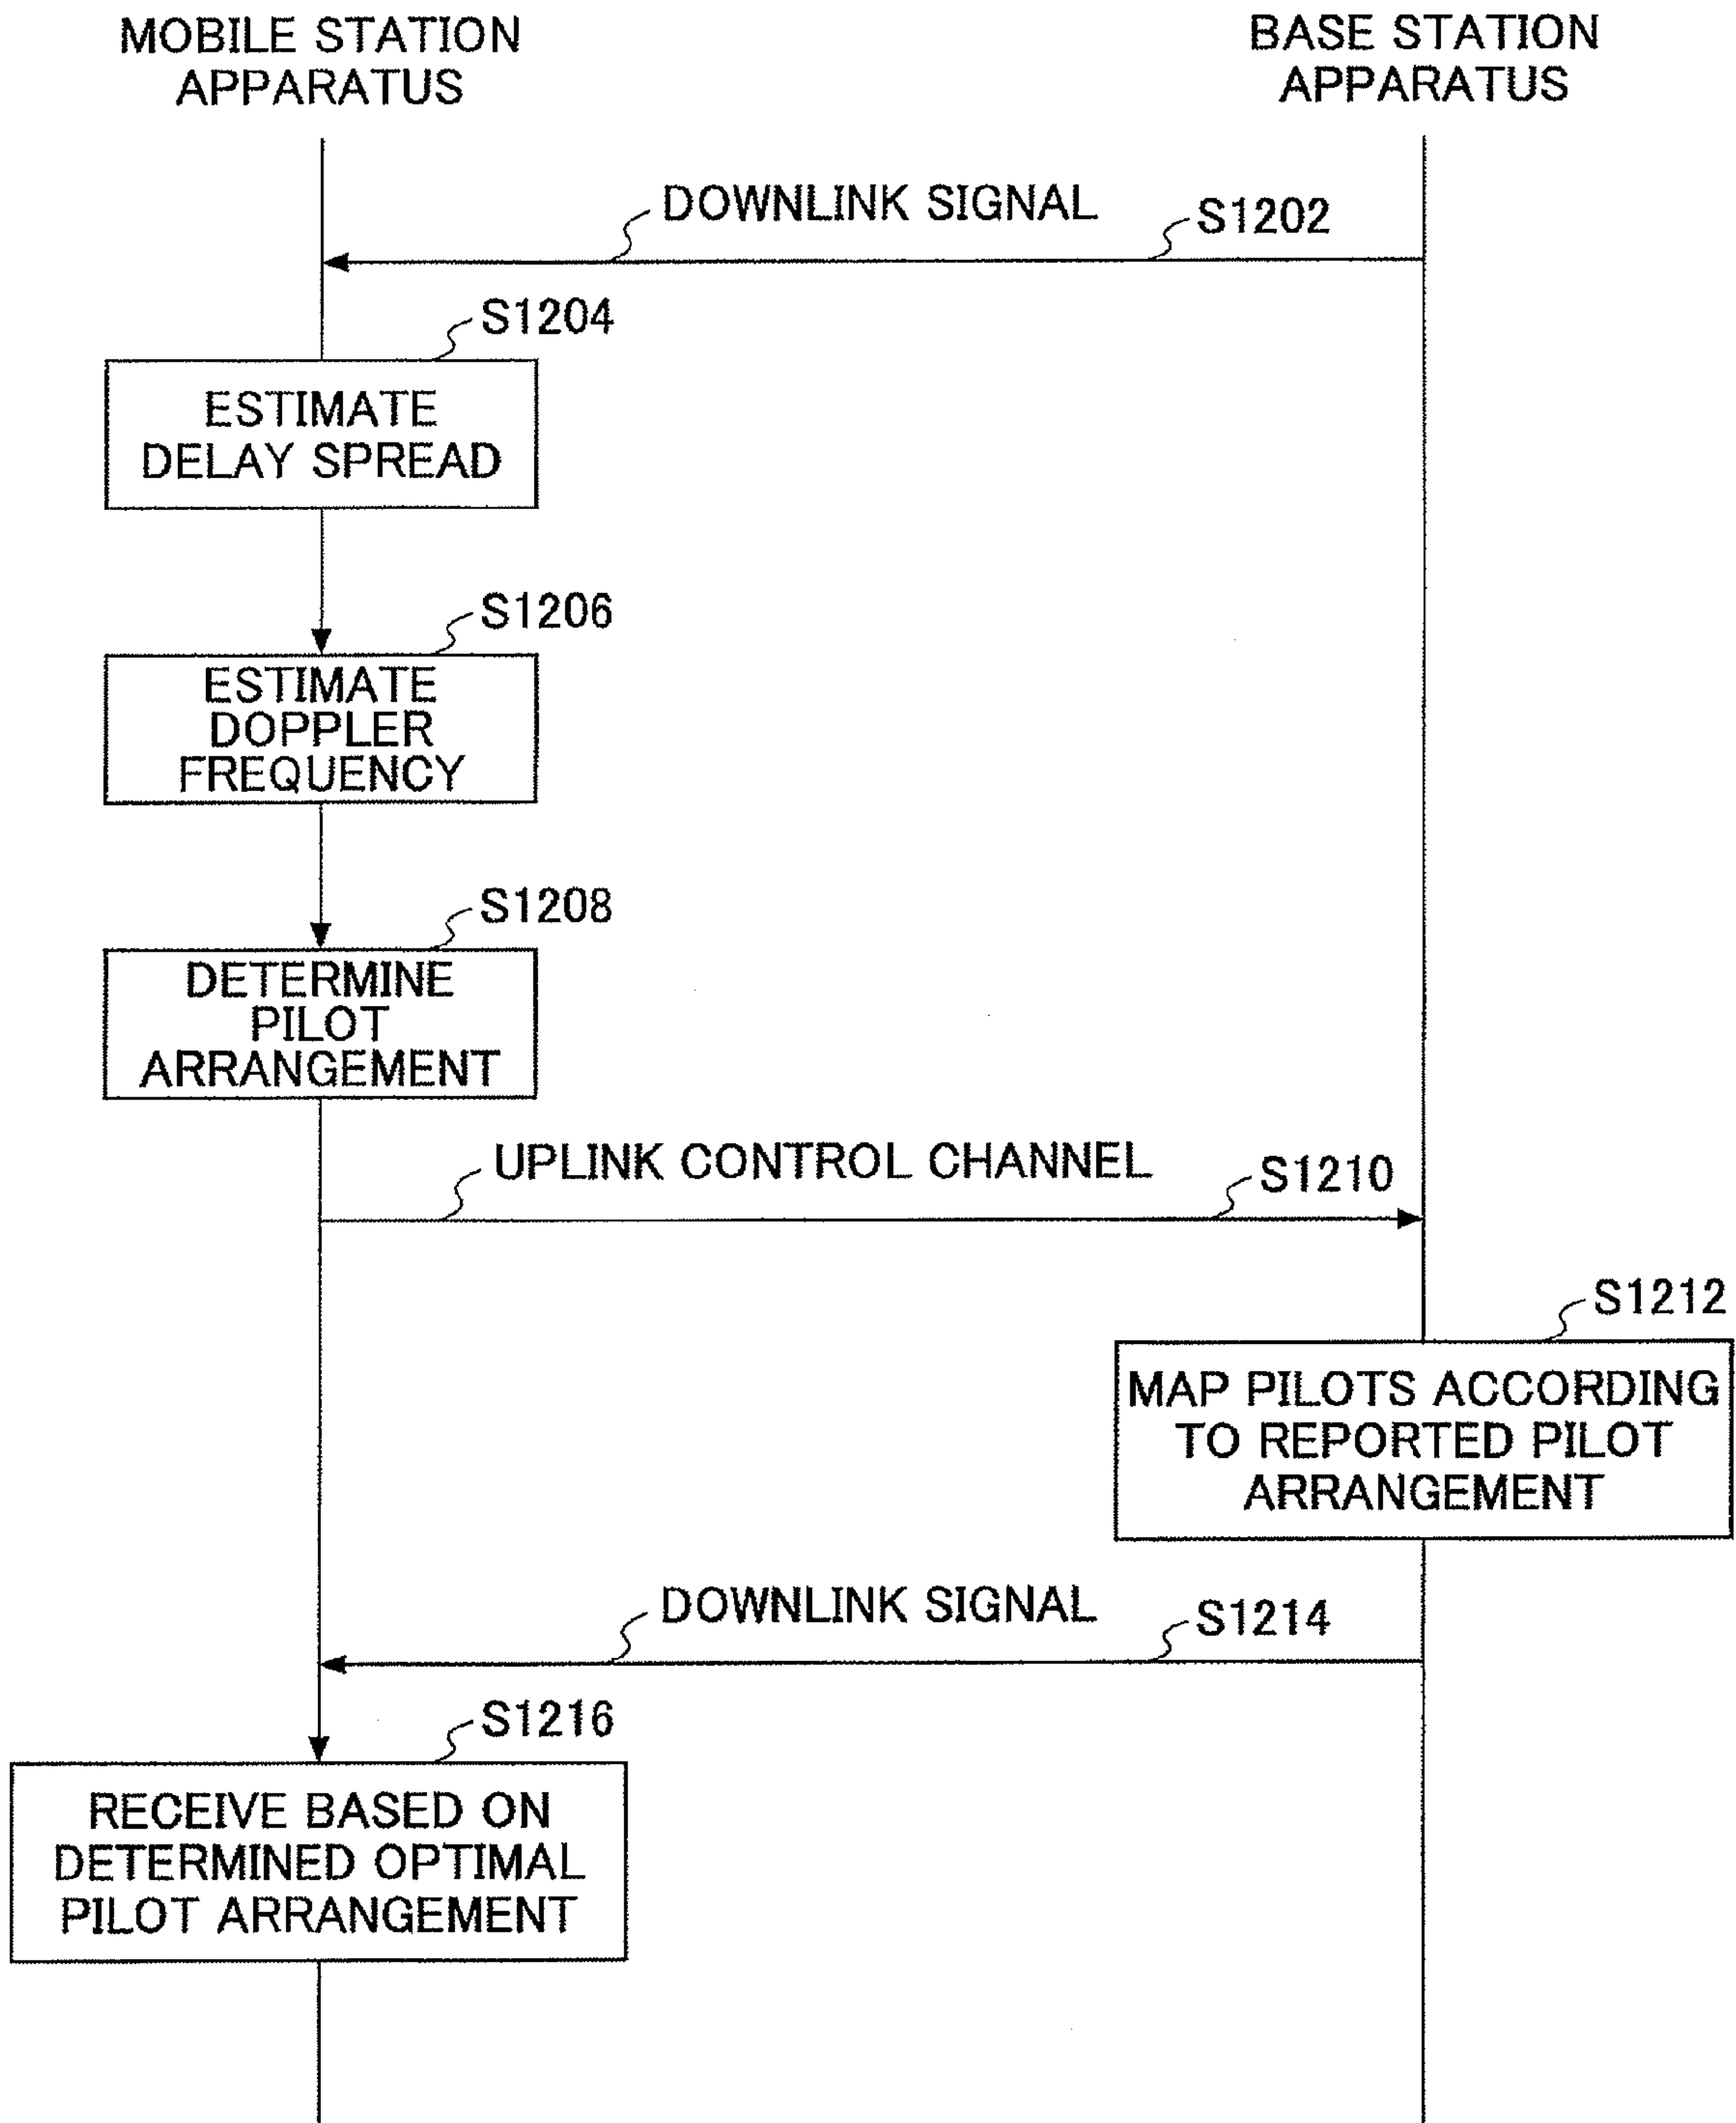 MOBILE STATION
APPARATUS
BASE STATION
APPARATUS
DOWNLINK SIGNAL
S1202
S1204
ESTIMATE
DELAY SPREAD
S1206
ESTIMATE
DOPPLER
FREQUENCY
S1208
DETERMINE
PILOT
ARRANGEMENT
UPLINK CONTROL CHANNEL
S1210
S1212
MAP PILOTS ACCORDING
TO REPORTED PILOT
ARRANGEMENT
DOWNLINK SIGNAL
S1214
S1216
RECEIVE BASED ON
DETERMINED OPTIMAL
PILOT ARRANGEMENT